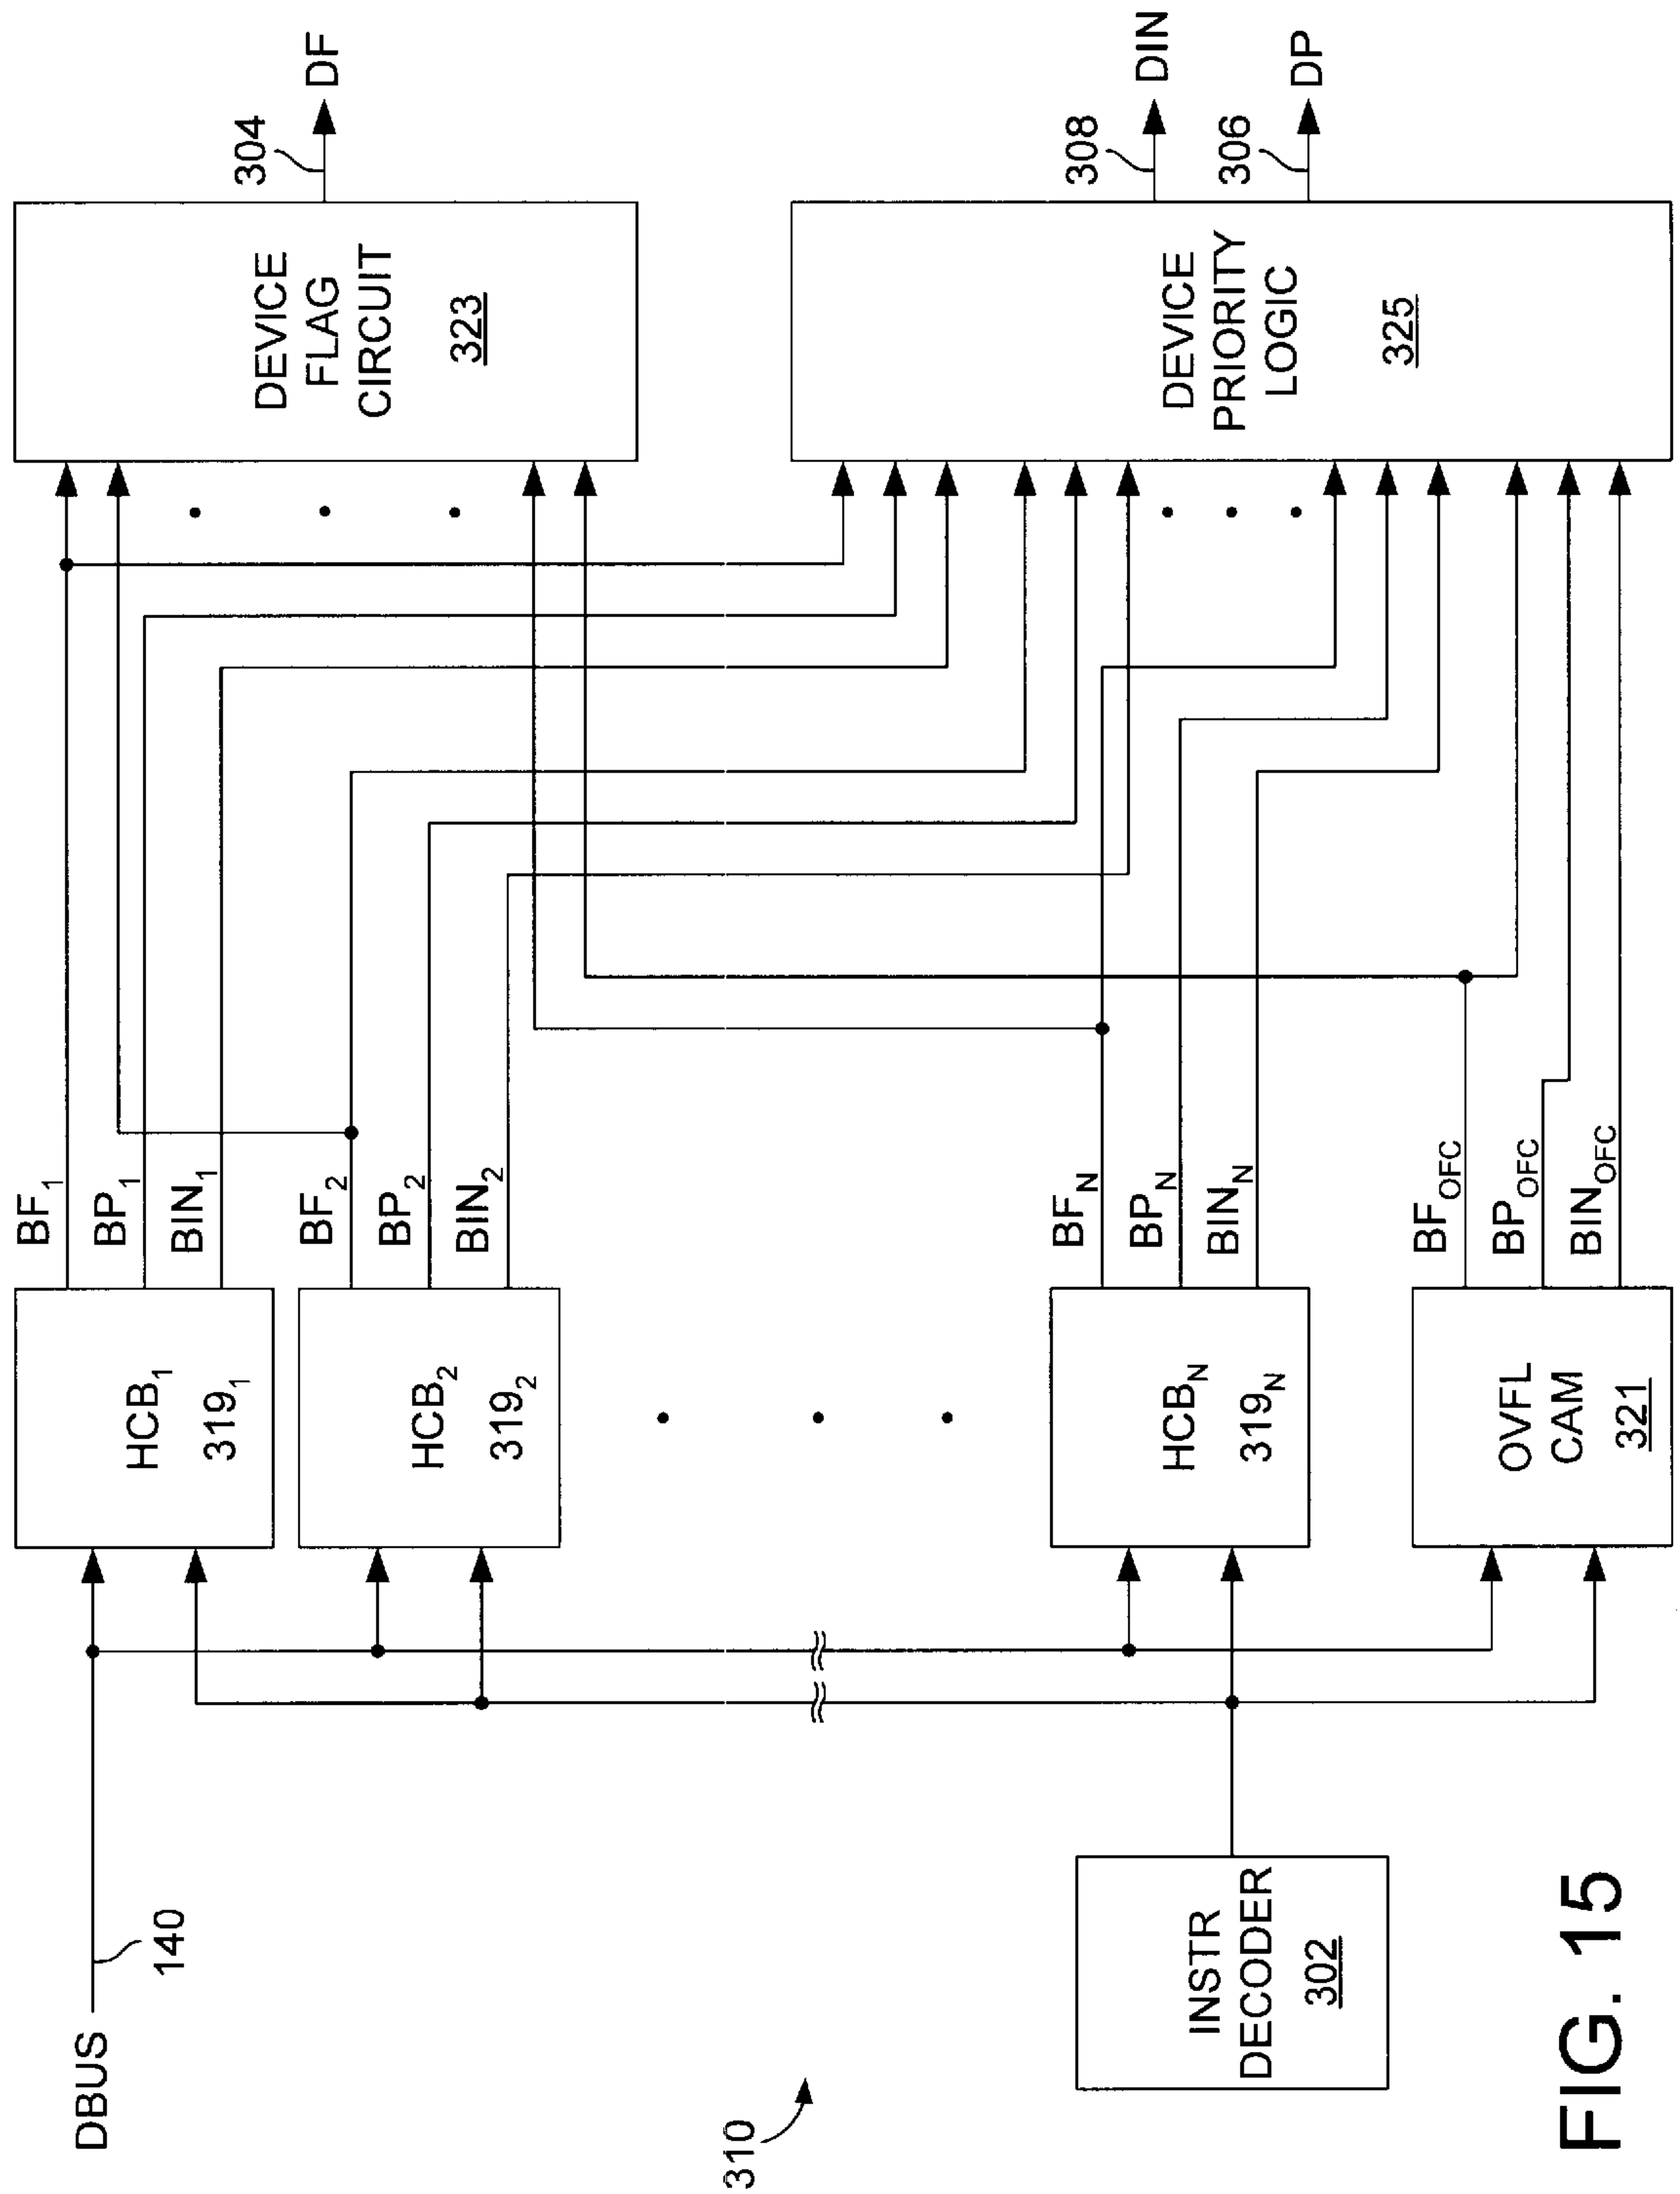 DBUS
140
310
INSTR
DECODER
302
HCB1
3191
HCB2
3192
HCBN
319N
OVFL
CAM
321
BF1
BP1
BIN1
BF2
BP2
BIN2
BFN
BPN
BINN
BFOFC
BPOFC
BINOFC
DEVICE
FLAG
CIRCUIT
323
304
DF
DEVICE
PRIORITY
LOGIC
325
308
DIN
306
DP
FIG. 15